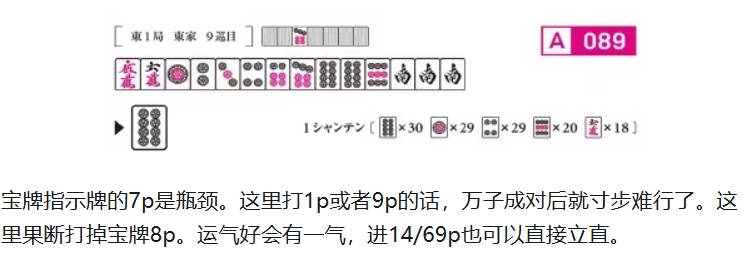 ［ 東1局 東家 9巡目 ］
A 089
南 南 南
1シャンテン［ ×30 ×29 ×29 ×20 ×18］
宝牌指示牌的7p是瓶颈。这里打1p或者9p的话，万子成对后就寸步难行了。这
里果断打掉宝牌8p。运气好会有一气，进14/69p也可以直接立直。